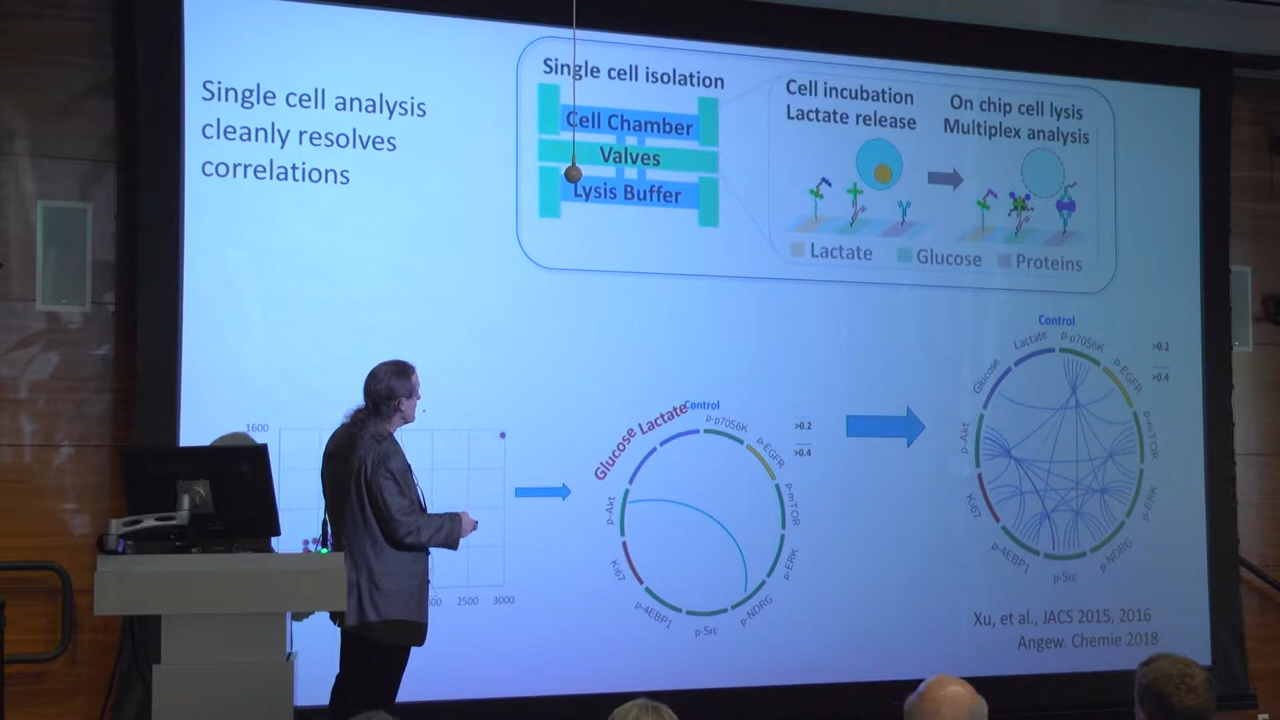 Single cell analysis
cleanly resolves
correlations
Single cell isolation
Cell Chamber
Valves
Lysis Buffer
Cell incubation
Lactate release
On chip cell lysis
Multiplex analysis
Lactate
Glucose
Proteins
1600
2500
3000
Control
Glucose
Lactate
p-p70S6K
p-EGFR
p-mTOR
p-ERK
p-NDRG
p-Src
p-4EBP1
Ki67
p-Akt
>0.2
>0.4
Control
Glucose
Lactate
p-p70S6K
p-EGFR
p-mTOR
p-ERK
p-NDRG
p-Src
p-4EBP1
Ki67
p-Akt
>0.2
>0.4
Xu, et al., JACS 2015, 2016
Angew. Chemie 2018